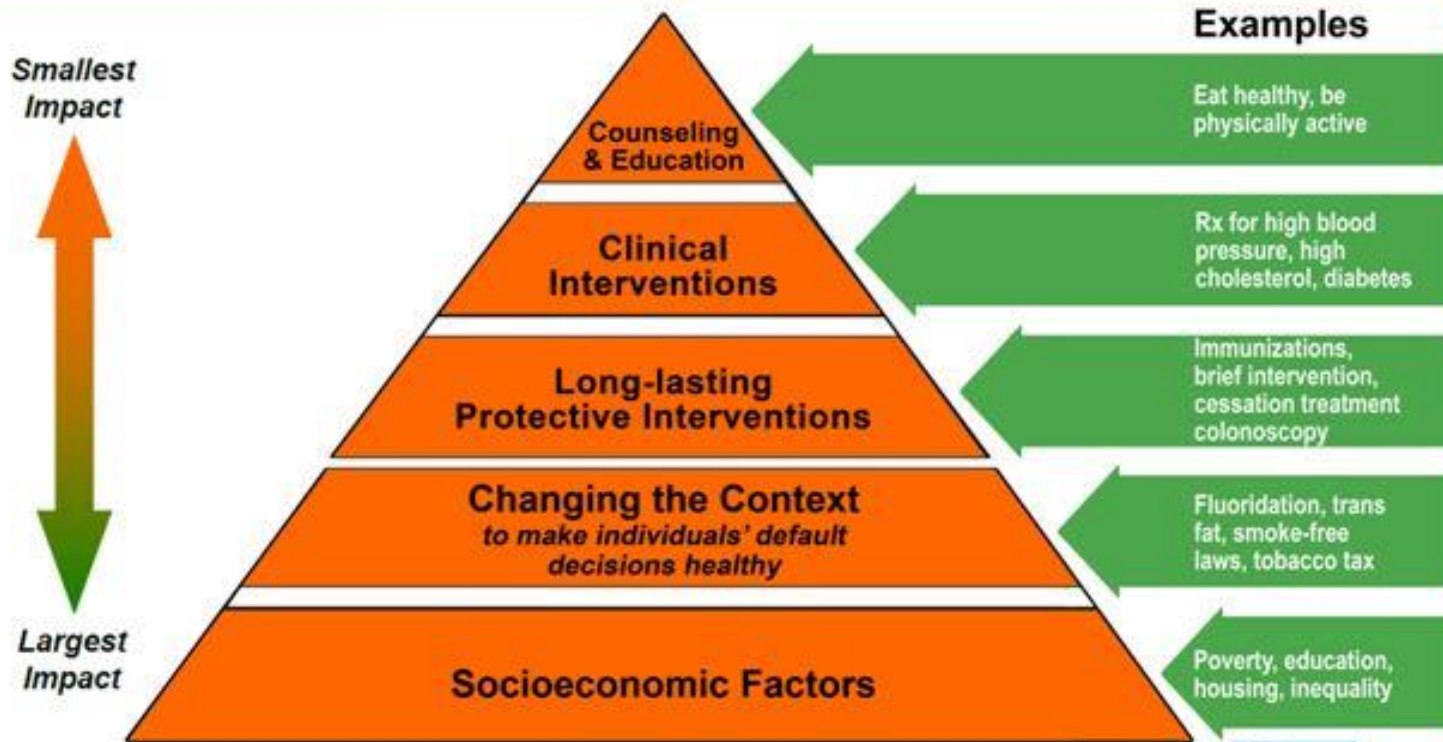 Examples
Smallest
Impact
Counseling
& Education
Eat healthy, be
physically active
Clinical
Interventions
Rx for high blood
pressure, high
cholesterol, diabetes
Long-lasting
Protective Interventions
Immunizations,
brief intervention,
cessation treatment
colonoscopy
Changing the Context
to make individuals' default
decisions healthy
Fluoridation, trans
fat, smoke-free
laws, tobacco tax
Largest
Impact
Socioeconomic Factors
Poverty, education,
housing, inequality